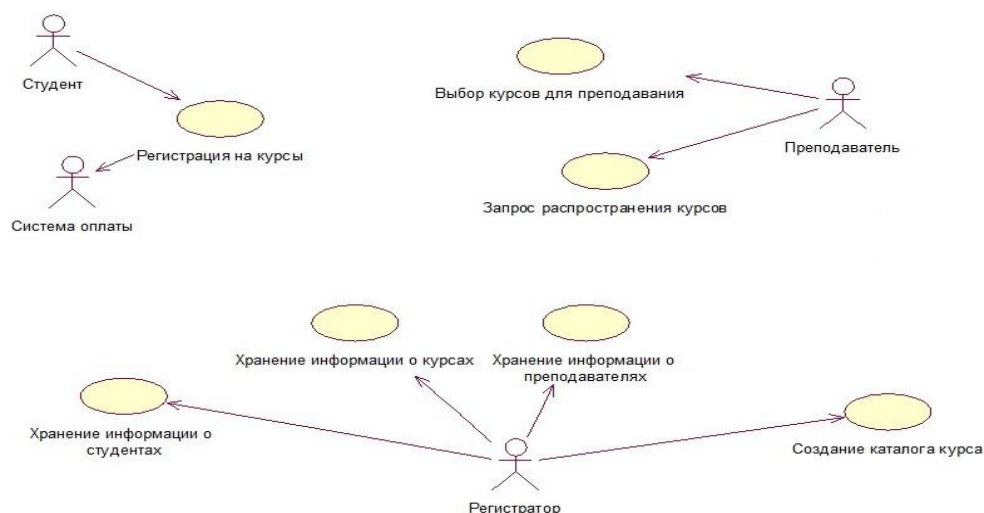 Студент
Выбор курсов для преподавания
Преподаватель
Регистрация на курсы
Система оплаты
Запрос распространения курсов
Хранение информации о курсах
Хранение информации о
преподавателях
Хранение информации о
студентах
Создание каталога курса
Регистратор